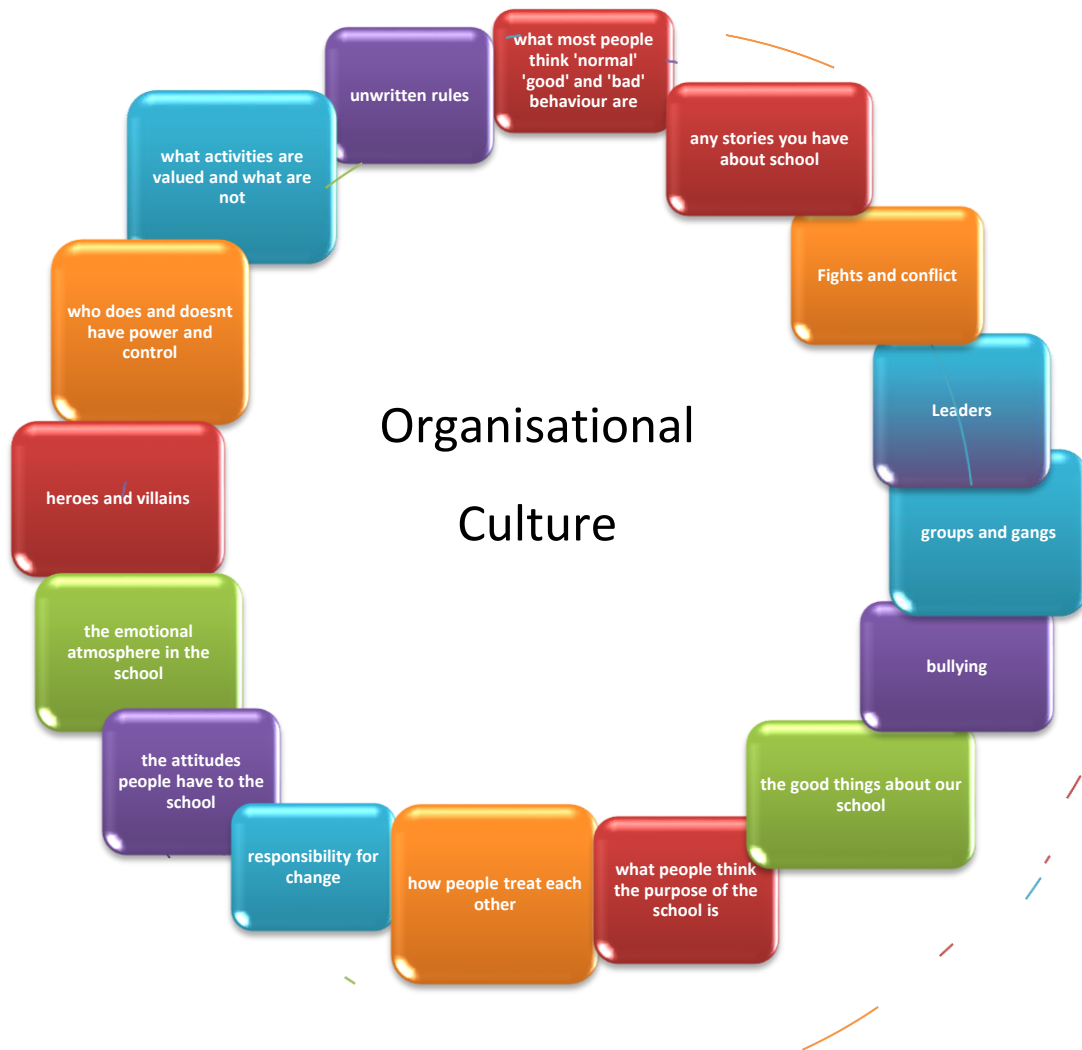 what most people
think 'normal'
'good' and 'bad'
behaviour are
any stories you have
about school
Fights and conflict
Leaders
groups and gangs
bullying
the good things about our
school
what people think
the purpose of the
school is
how people treat each
other
responsibility for
change
the attitudes
people have to the
school
the emotional
atmosphere in the
school
heroes and villains
who does and doesnt
have power and
control
what activities are
valued and what are
not
unwritten rules
Organisational
Culture